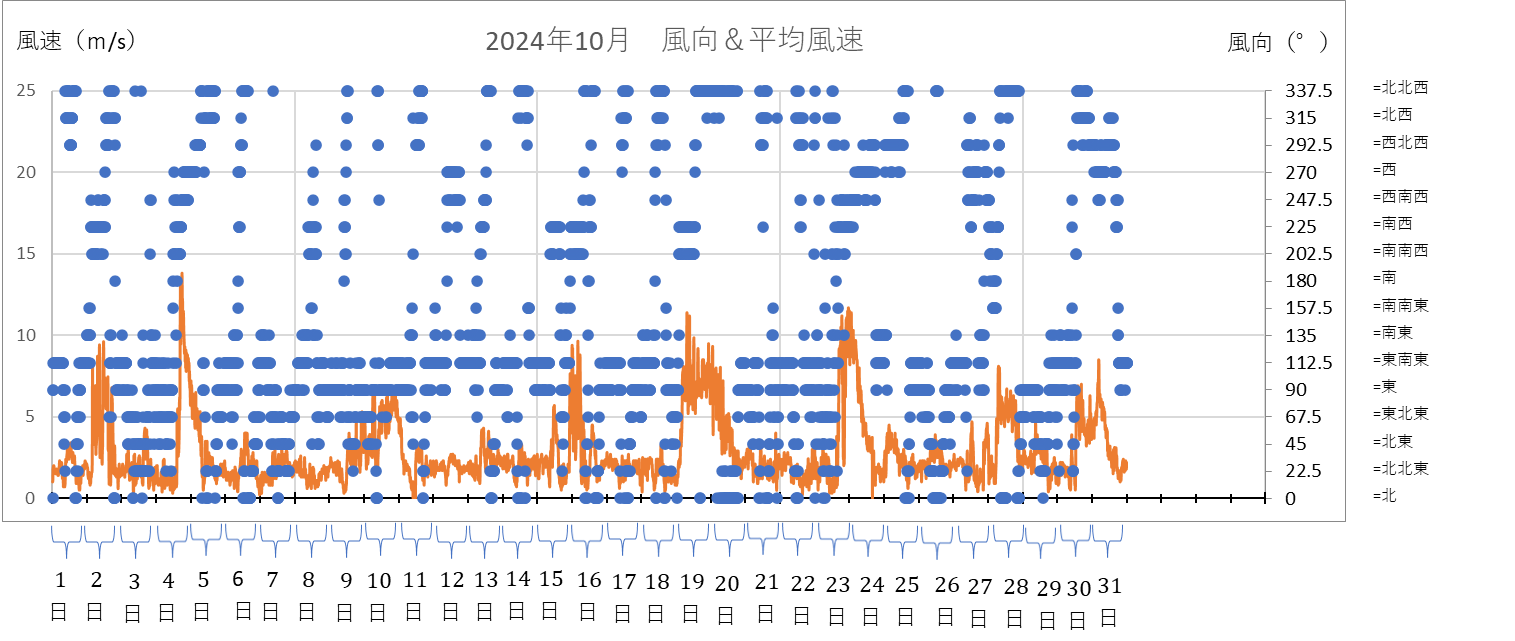 風速（m/s）
2024年10月　風向＆平均風速
風向（°）
25
20
15
10
5
0
337.5 =北北西
315 =北西
292.5 =西北西
270 =西
247.5 =西南西
225 =南西
202.5 =南南西
180 =南
157.5 =南南東
135 =南東
112.5 =東南東
90 =東
67.5 =東北東
45 =北東
22.5 =北北東
0 =北
1 2 3 4 5 6 7 8 9 10 11 12 13 14 15 16 17 18 19 20 21 22 23 24 25 26 27 28 29 30 31
日 日 日 日 日 日 日 日 日 日 日 日 日 日 日 日 日 日 日 日 日 日 日 日 日 日 日 日 日 日 日